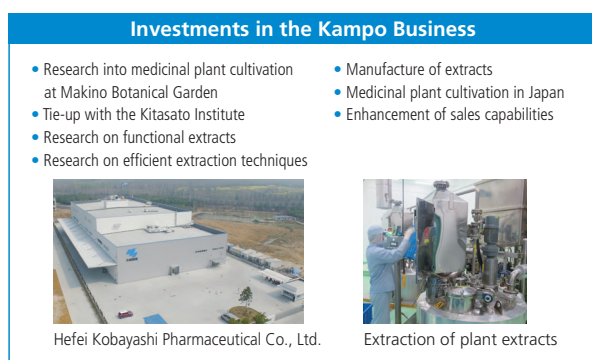 Investments in the Kampo Business
• Research into medicinal plant cultivation
at Makino Botanical Garden
• Tie-up with the Kitasato Institute
• Research on functional extracts
• Research on efficient extraction techniques
• Manufacture of extracts
• Medicinal plant cultivation in Japan
• Enhancement of sales capabilities
Hefei Kobayashi Pharmaceutical Co., Ltd.
Extraction of plant extracts